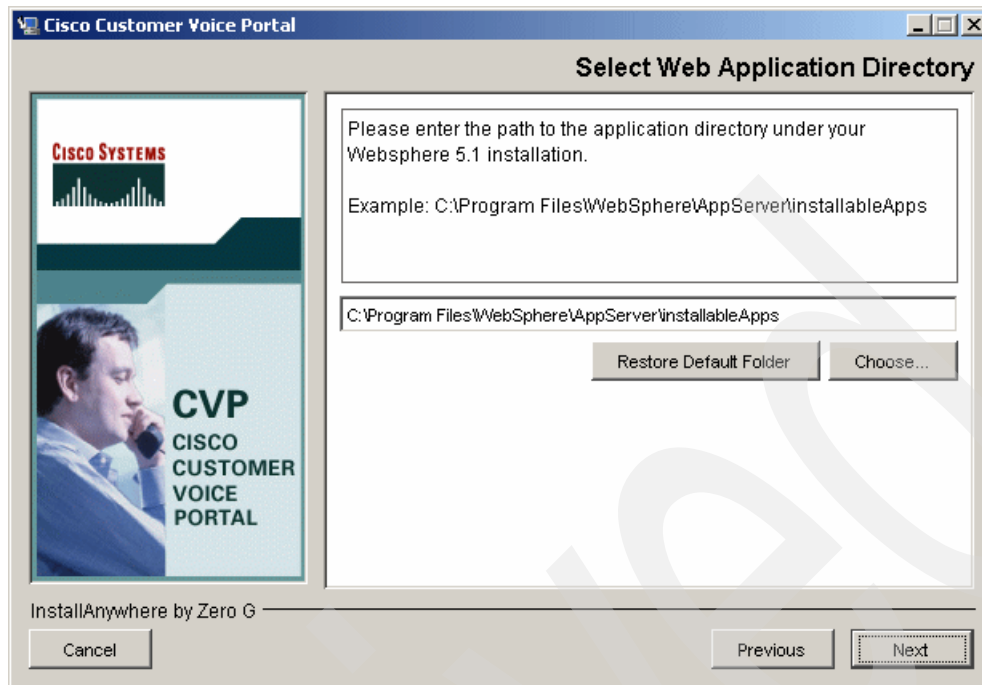 Cisco Customer Voice Portal
Select Web Application Directory
CISCO SYSTEMS
CVP
CISCO
CUSTOMER
VOICE
PORTAL
Please enter the path to the application directory under your
Websphere 5.1 installation.
Example: C:\Program Files\WebSphere\AppServer\installableApps
C:\Program Files\WebSphere\AppServer\installableApps
Restore Default Folder
Choose...
InstallAnywhere by Zero G
Cancel
Previous
Next